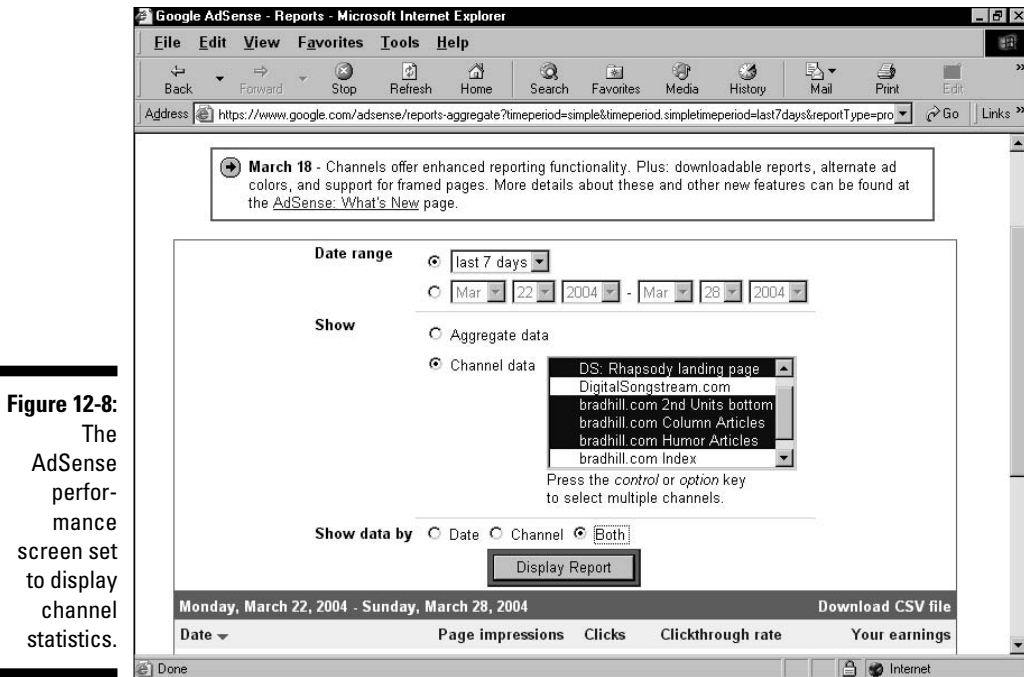 Google AdSense - Reports - Microsoft Internet Explorer
File Edit View Favorites Tools Help
Back Forward Stop Refresh Home Search Favorites Media History Mail Print Edit
Address https://www.google.com/adsense/reports-aggregate?timeperiod=simple&timeperiod.simpletimeperiod=last7days&reportType=pro Go Links »
March 18 - Channels offer enhanced reporting functionality. Plus: downloadable reports, alternate ad
colors, and support for framed pages. More details about these and other new features can be found at
the AdSense: What's New page.
Date range last 7 days
Mar 22 2004 - Mar 28 2004
Show Aggregate data
Channel data DS: Rhapsody landing page
DigitalSongstream.com
bradhill.com 2nd Units bottom
bradhill.com Column Articles
bradhill.com Humor Articles
bradhill.com Index
Press the control or option key
to select multiple channels.
Show data by Date Channel Both
Display Report
Monday, March 22, 2004 - Sunday, March 28, 2004 Download CSV file
Date Page impressions Clicks Clickthrough rate Your earnings
Done Internet
Figure 12-8:
The
AdSense
perfor-
mance
screen set
to display
channel
statistics.